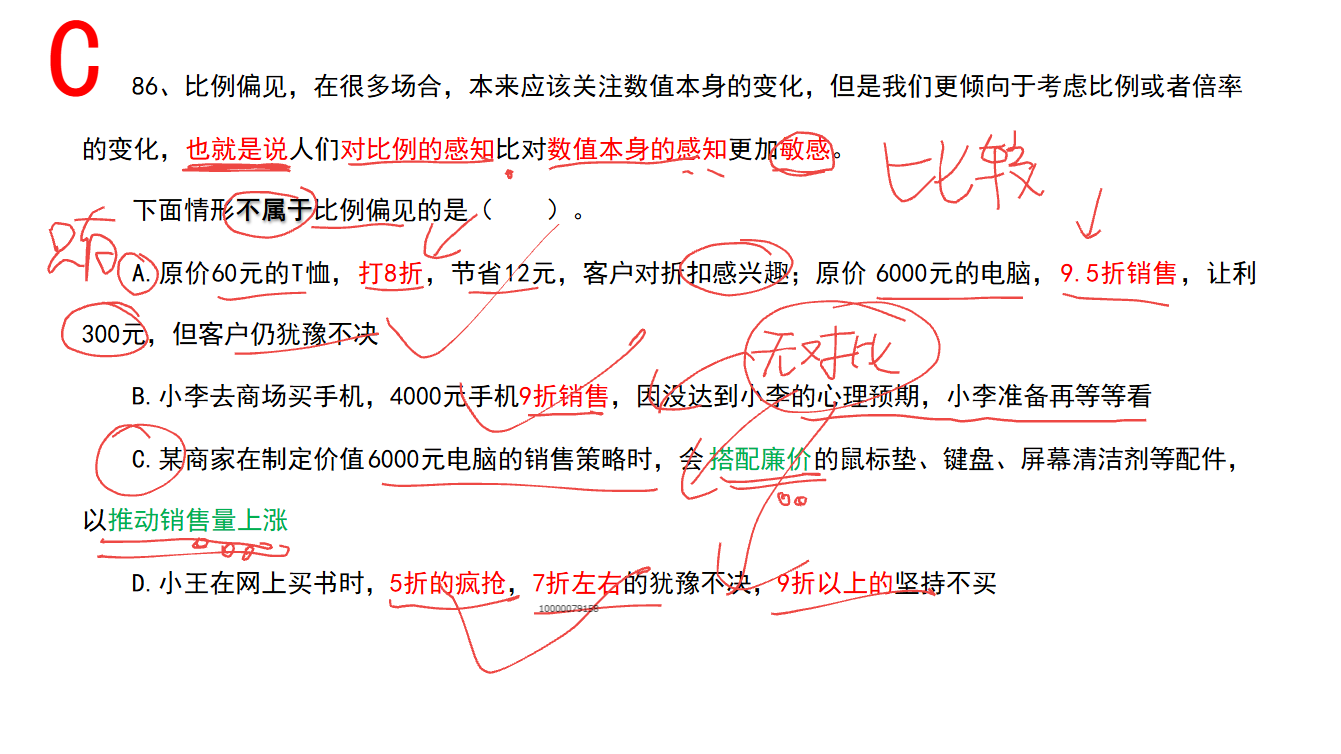 C
86、比例偏见，在很多场合，本来应该关注数值本身的变化，但是我们更倾向于考虑比例或者倍率
的变化，也就是说人们对比例的感知比对数值本身的感知更加敏感。
比较
下面情形不属于比例偏见的是（ ）。
A.原价60元的T恤，打8折，节省12元，客户对折扣感兴趣；原价 6000元的电脑，9.5折销售，让利
300元，但客户仍犹豫不决
无对比
B.小李去商场买手机，4000元手机9折销售，因没达到小李的心理预期，小李准备再等等看
C.某商家在制定价值6000元电脑的销售策略时，会搭配廉价的鼠标垫、键盘、屏幕清洁剂等配件，
以推动销售量上涨
D.小王在网上买书时，5折的疯抢，7折左右的犹豫不决，9折以上的坚持不买